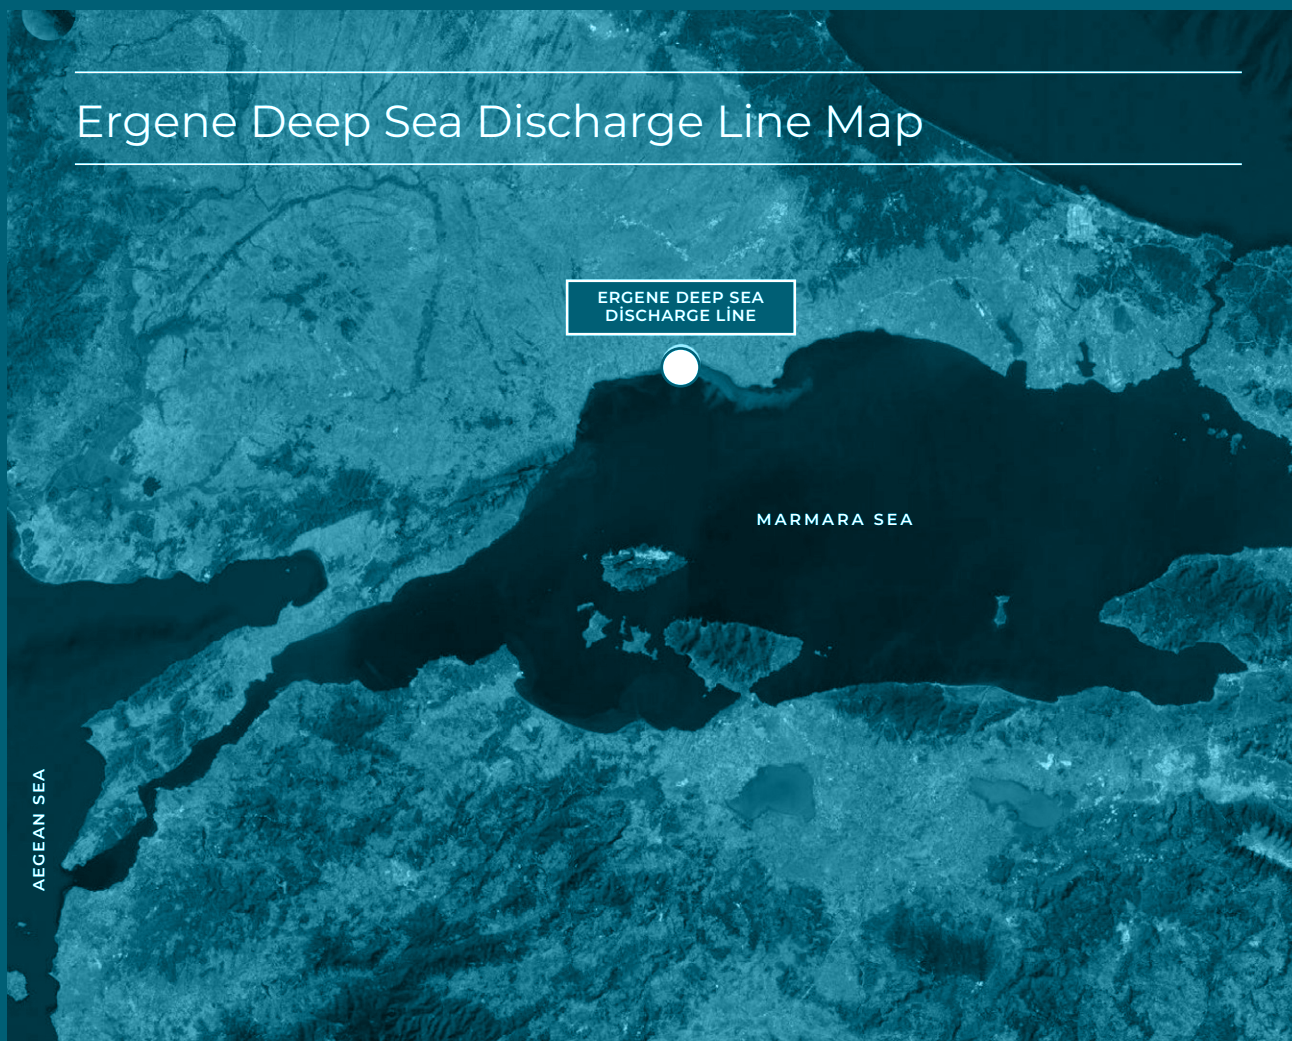 Ergene Deep Sea Discharge Line Map
ERGENE DEEP SEA
DİSCHARGE LİNE
MARMARA SEA
AEGEAN SEA